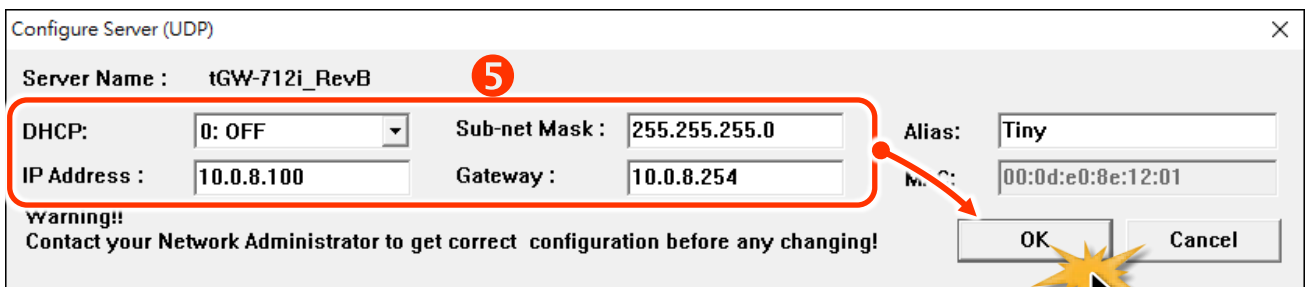 Configure Server (UDP)
Server Name : tGW-712i_RevB 5
DHCP: 0: OFF Sub-net Mask : 255.255.255.0 Alias: Tiny
IP Address : 10.0.8.100 Gateway : 10.0.8.254 00:0d:e0:8e:12:01
Warning!!
Contact your Network Administrator to get correct configuration before any changing!
OK Cancel